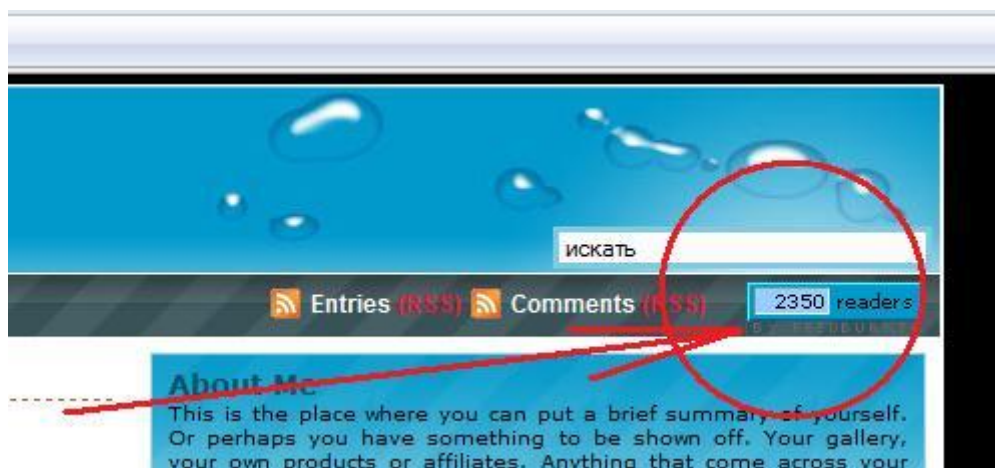 искать
Entries (RSS) Comments (RSS) 2350 readers
BY FEEDBURNER
About Me
This is the place where you can put a brief summary of yourself.
Or perhaps you have something to be shown off. Your gallery,
your own products or affiliates. Anything that come across your